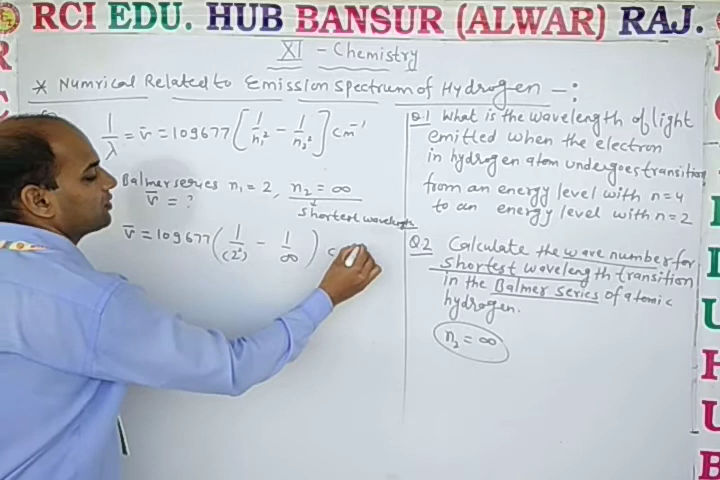 RCI EDU. HUB BANSUR (ALWAR) RAJ.
XI - Chemistry
* Numrical Related to Emission Spectrum of Hydrogen - :
1/λ = v̄ = 109677 [1/n₁² - 1/n₂²] cm⁻¹
Balmer series n₁ = 2, n₂ = ∞
v̄ = ?
Shortest wavelength
v̄ = 109677 (1/(2²) - 1/∞) c
Q.1 What is the wavelength of light
emitted when the electron
in hydrogen atom undergoes transition
from an energy level with n=4
to an energy level with n=2
Q.2 Calculate the wave number for
Shortest wavelength transition
in the Balmer Series of atomic
hydrogen.
n₂ = ∞